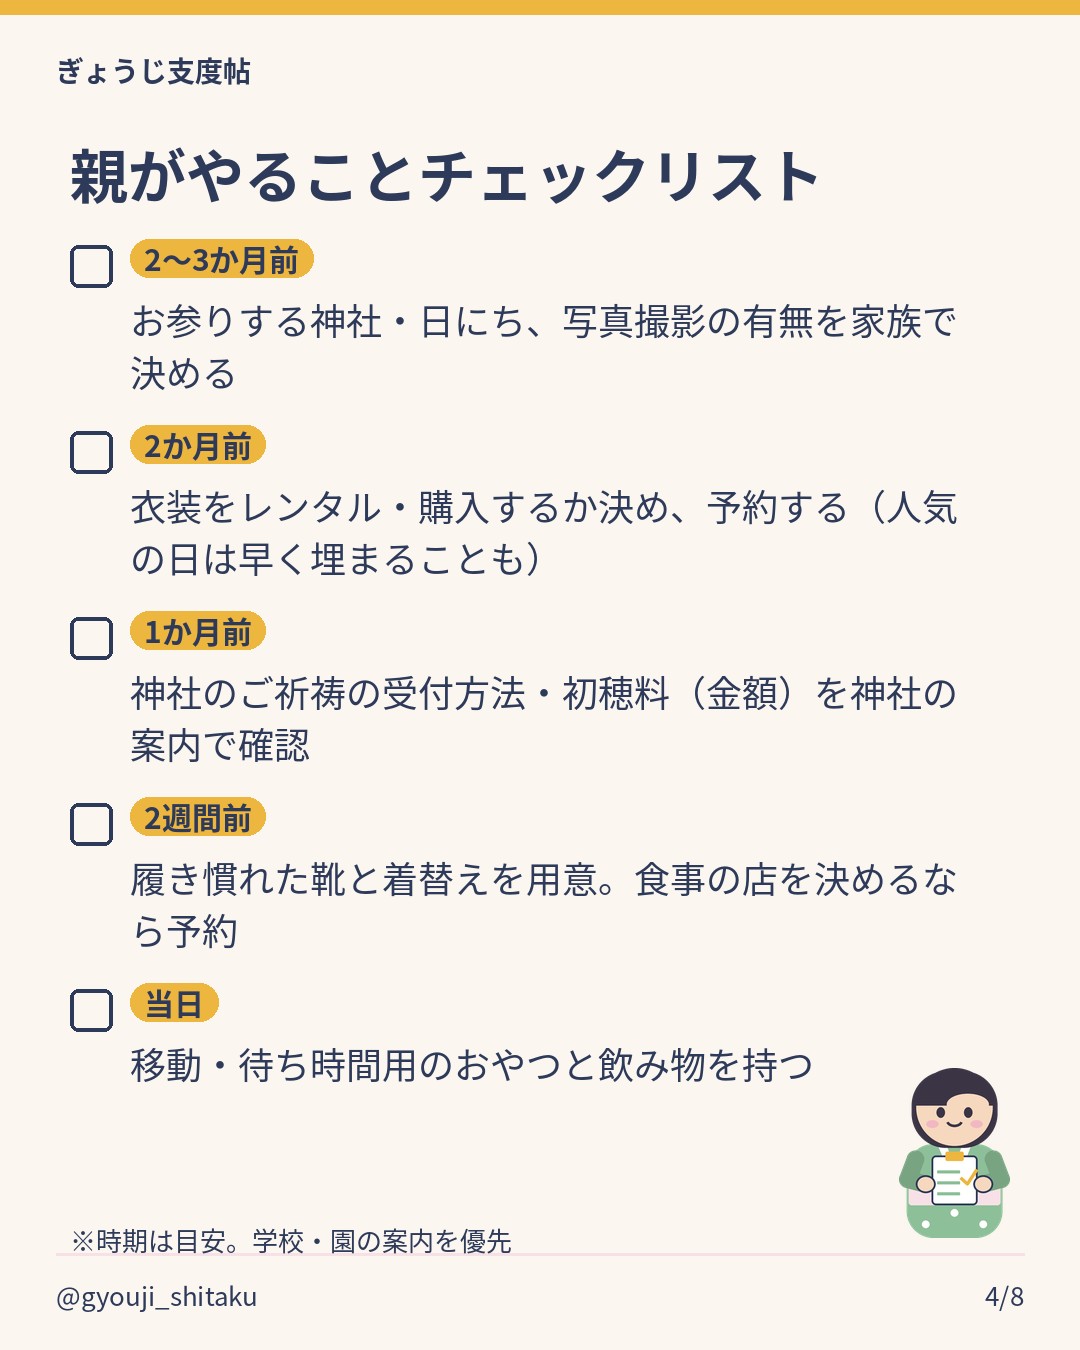 ぎょうじ支度帖
親がやることチェックリスト
2〜3か月前
お参りする神社・日にち、写真撮影の有無を家族で
決める
2か月前
衣装をレンタル・購入するか決め、予約する（人気
の日は早く埋まることも）
1か月前
神社のご祈祷の受付方法・初穂料（金額）を神社の
案内で確認
2週間前
履き慣れた靴と着替えを用意。食事の店を決めるな
ら予約
当日
移動・待ち時間用のおやつと飲み物を持つ
※時期は目安。学校・園の案内を優先
@gyouji_shitaku
4/8